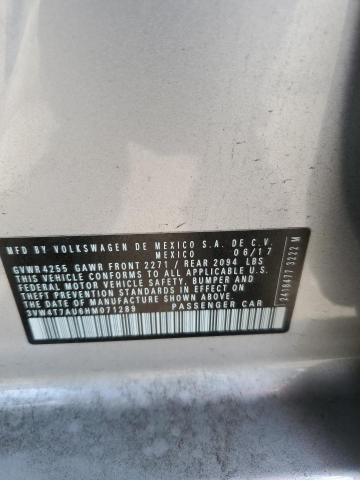 MFD BY VOLKSWAGEN DE MEXICO S.A. DE C.V.
MEXICO 06/17
GVWR 4255 GAWR FRONT 2271 / REAR 2094 LBS
THIS VEHICLE CONFORMS TO ALL APPLICABLE U.S.
FEDERAL MOTOR VEHICLE SAFETY, BUMPER AND
THEFT PREVENTION STANDARDS IN EFFECT ON
THE DATE OF MANUFACTURE SHOWN ABOVE.
3VW4T7AU6HM071289 PASSENGER CAR
2418477 3222 M